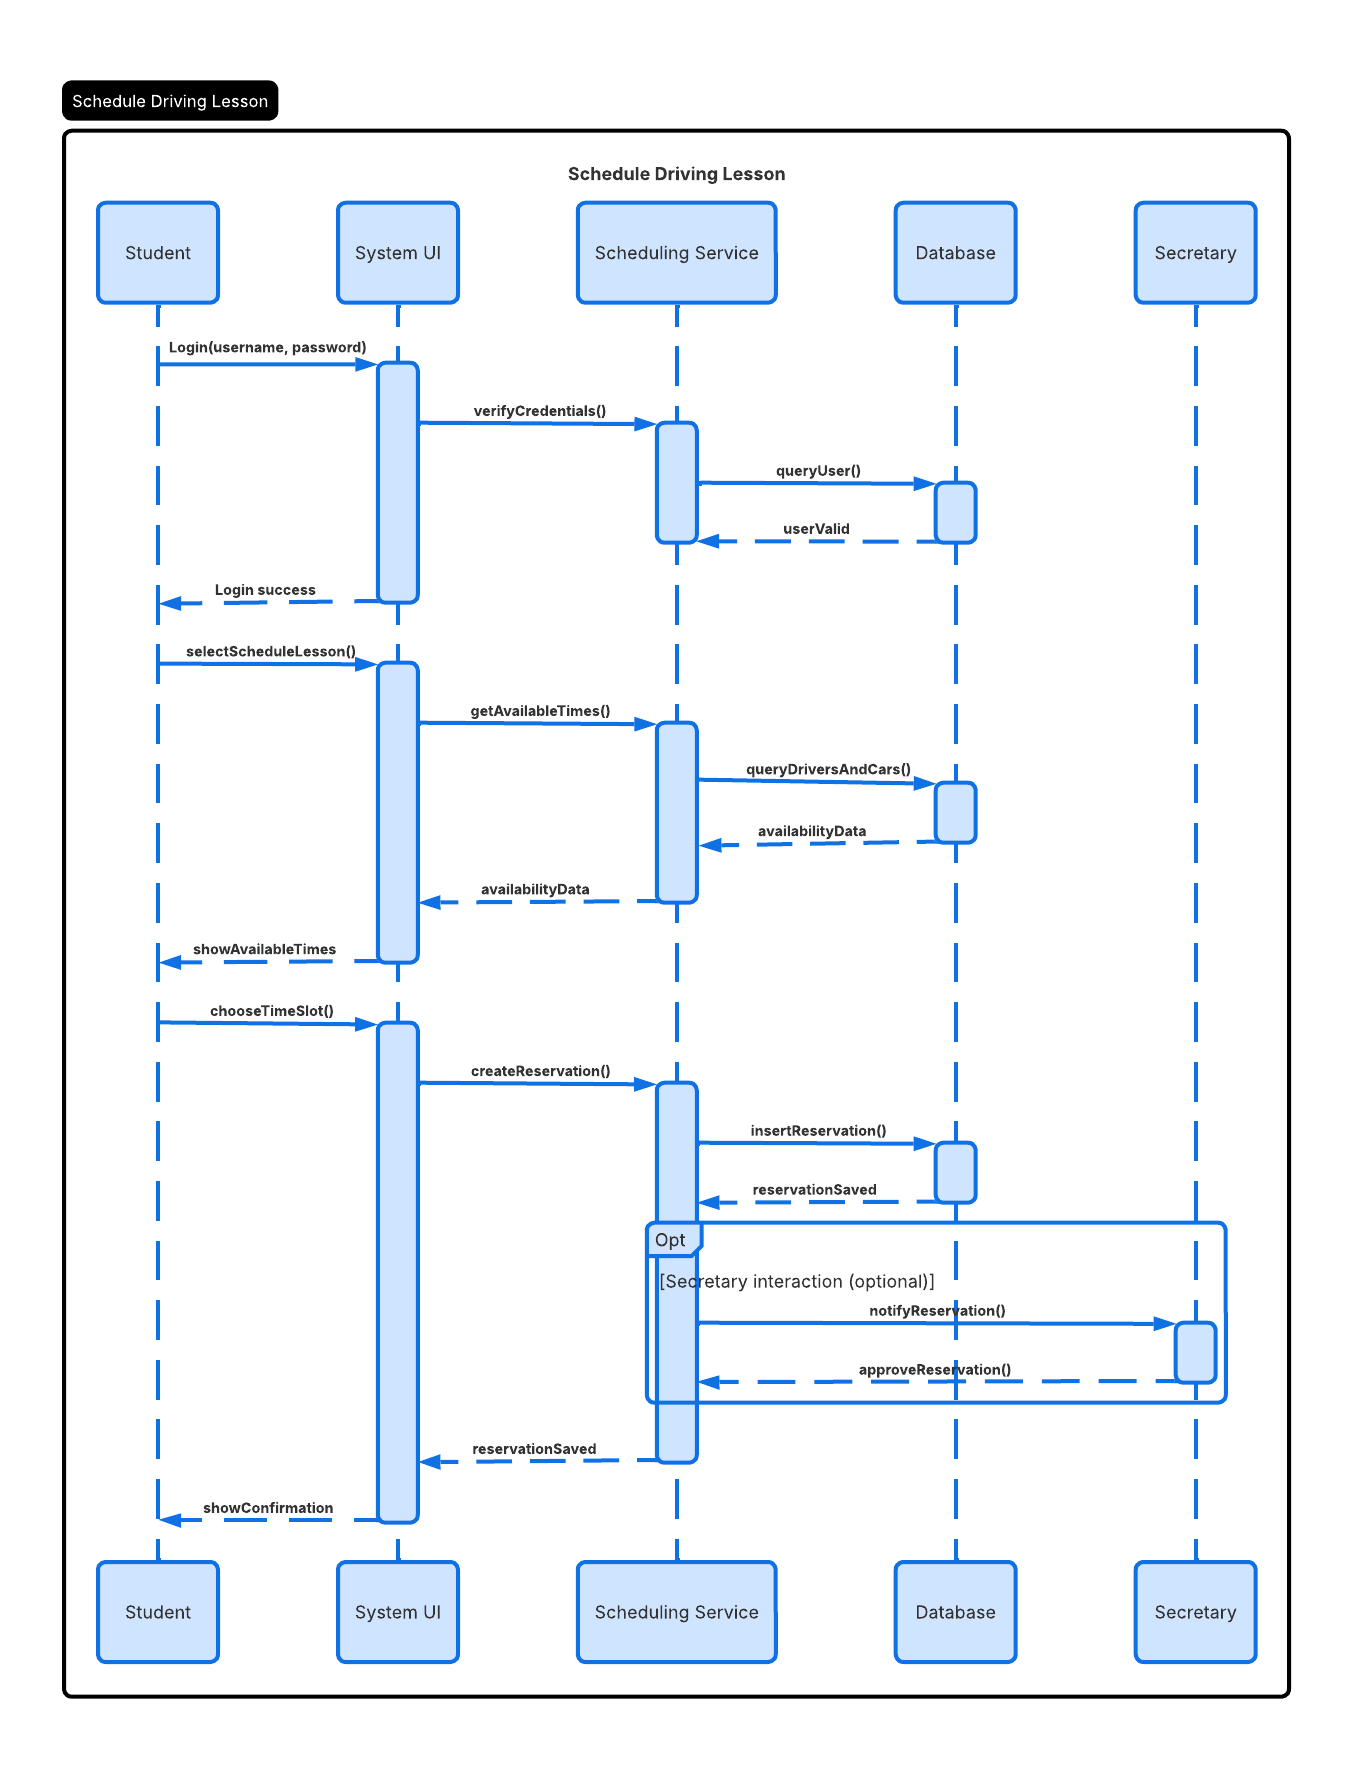 Schedule Driving Lesson
Schedule Driving Lesson
Student
System UI
Scheduling Service
Database
Secretary
Login(username, password)
verifyCredentials()
queryUser()
userValid
Login success
selectScheduleLesson()
getAvailableTimes()
queryDriversAndCars()
availabilityData
availabilityData
showAvailableTimes
chooseTimeSlot()
createReservation()
insertReservation()
reservationSaved
Opt
[Secretary interaction (optional)]
notifyReservation()
approveReservation()
reservationSaved
showConfirmation
Student
System UI
Scheduling Service
Database
Secretary